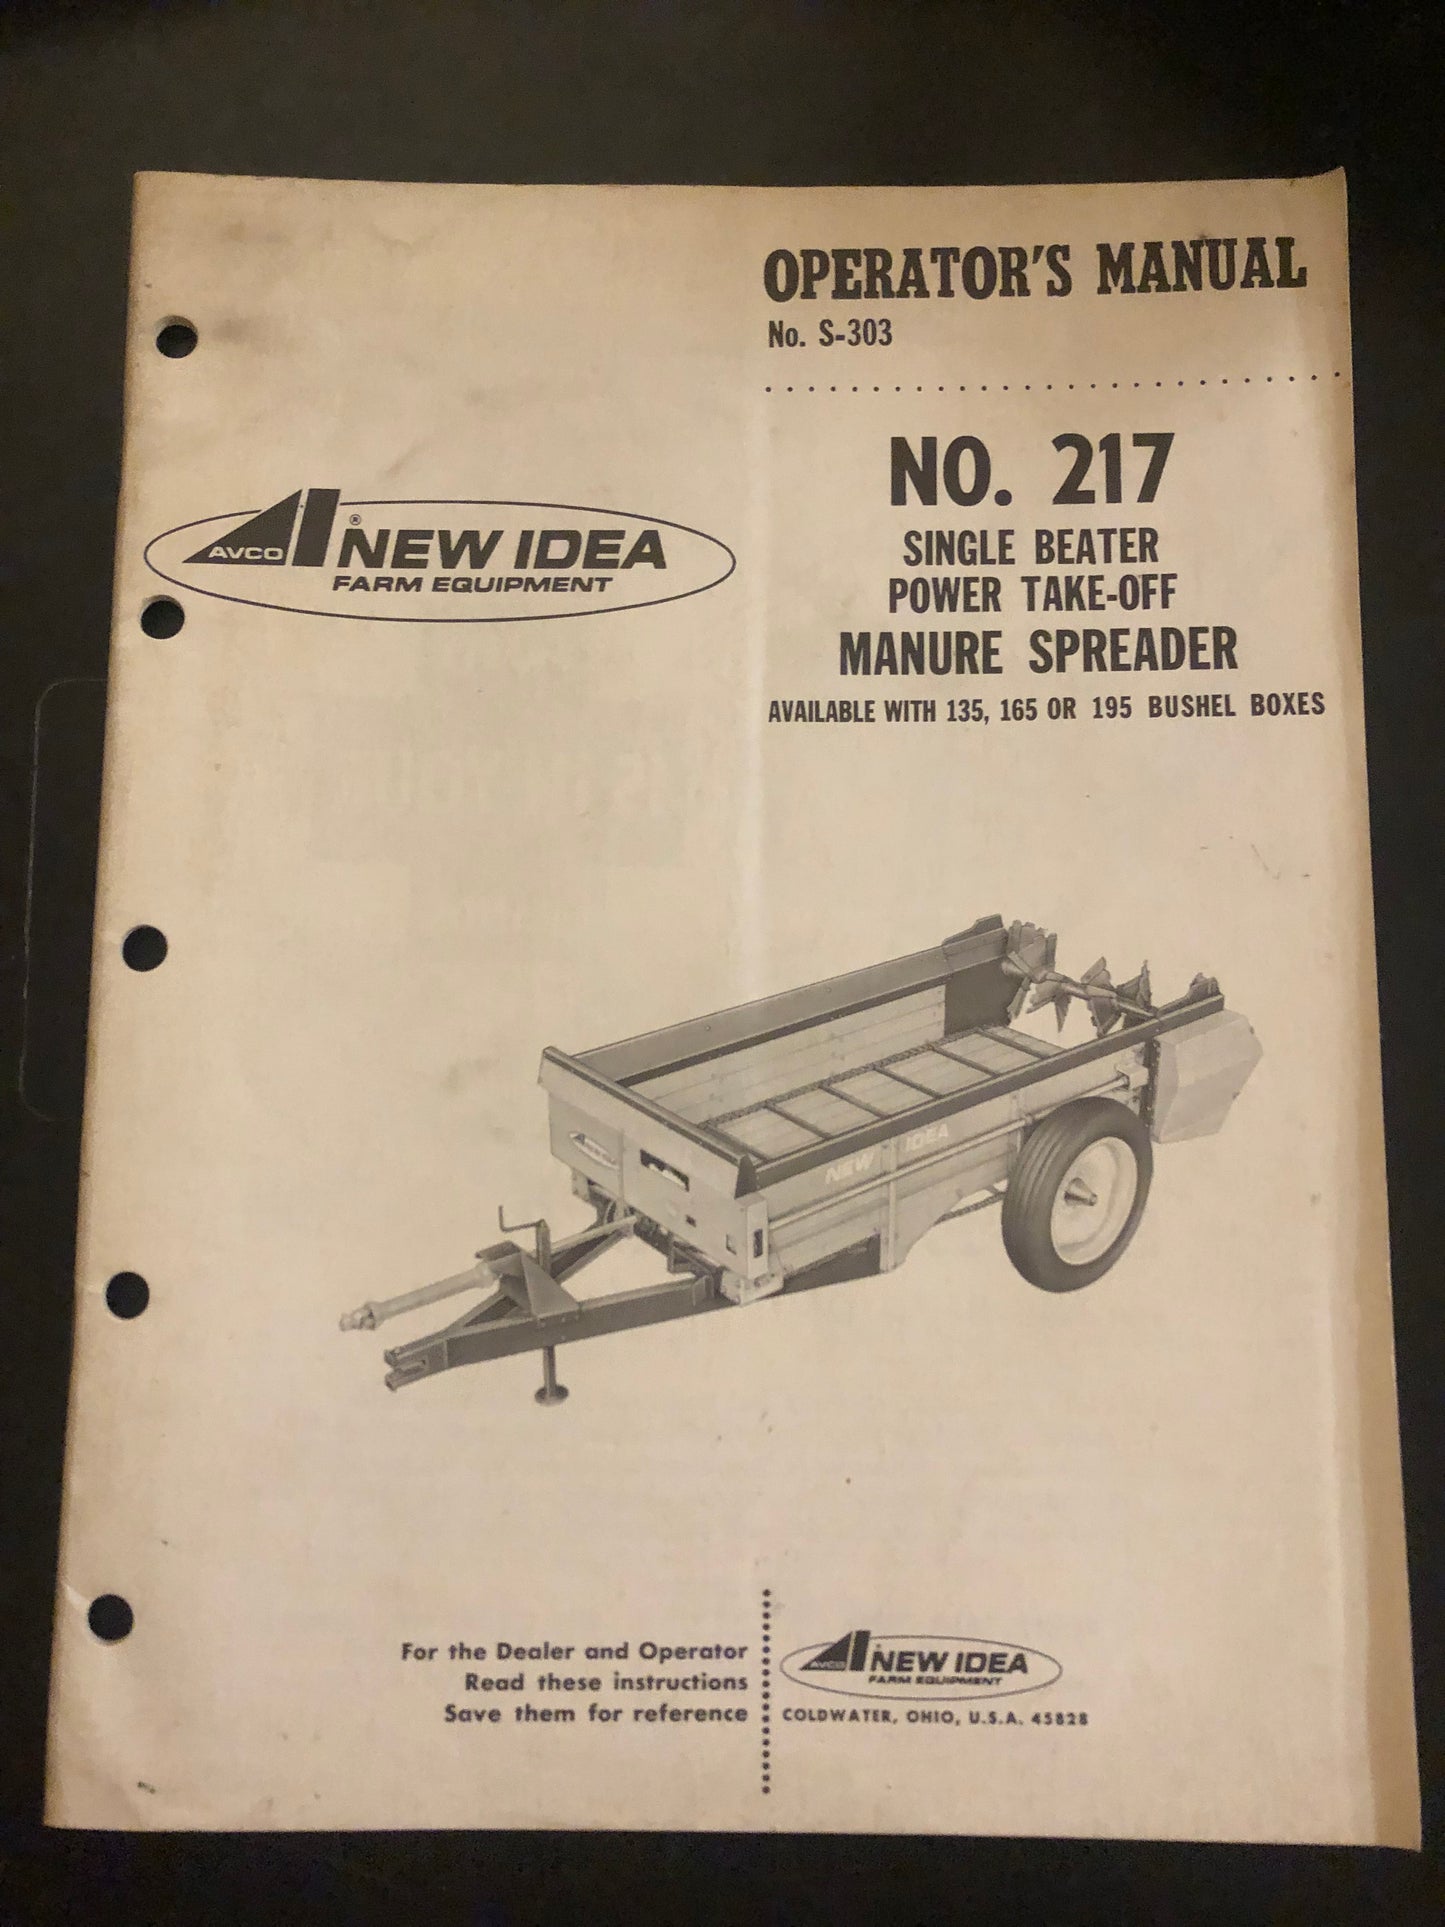 OPERATOR'S MANUAL
No. S-303
NO. 217
SINGLE BEATER
POWER TAKE-OFF
MANURE SPREADER
AVAILABLE WITH 135, 165 OR 195 BUSHEL BOXES
AVCO
® NEW IDEA
FARM EQUIPMENT
NEW IDEA
For the Dealer and Operator
Read these instructions
Save them for reference
AVCO NEW IDEA
FARM EQUIPMENT
COLDWATER, OHIO, U.S.A. 45828